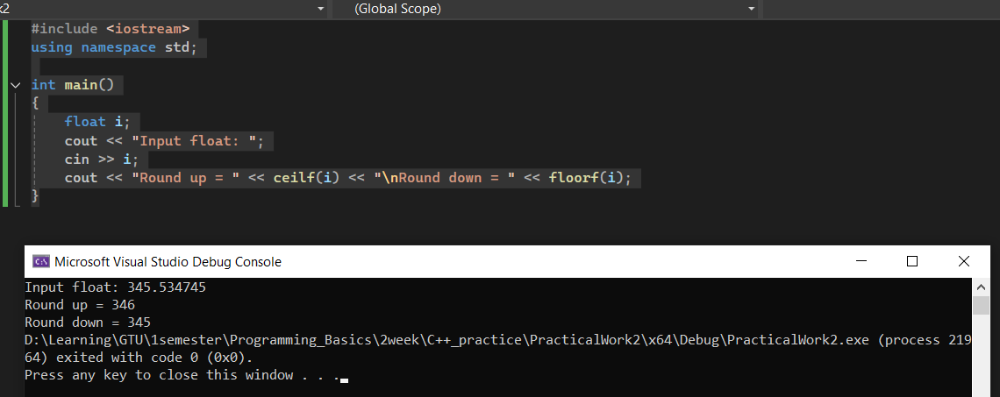 k2
(Global Scope)
#include <iostream>
using namespace std;
int main()
{
float i;
cout << "Input float: ";
cin >> i;
cout << "Round up = " << ceilf(i) << "\nRound down = " << floorf(i);
}
C:\
Microsoft Visual Studio Debug Console
Input float: 345.534745
Round up = 346
Round down = 345
D:\Learning\GTU\1semester\Programming_Basics\2week\C++_practice\PracticalWork2\x64\Debug\PracticalWork2.exe (process 219
64) exited with code 0 (0x0).
Press any key to close this window . . .